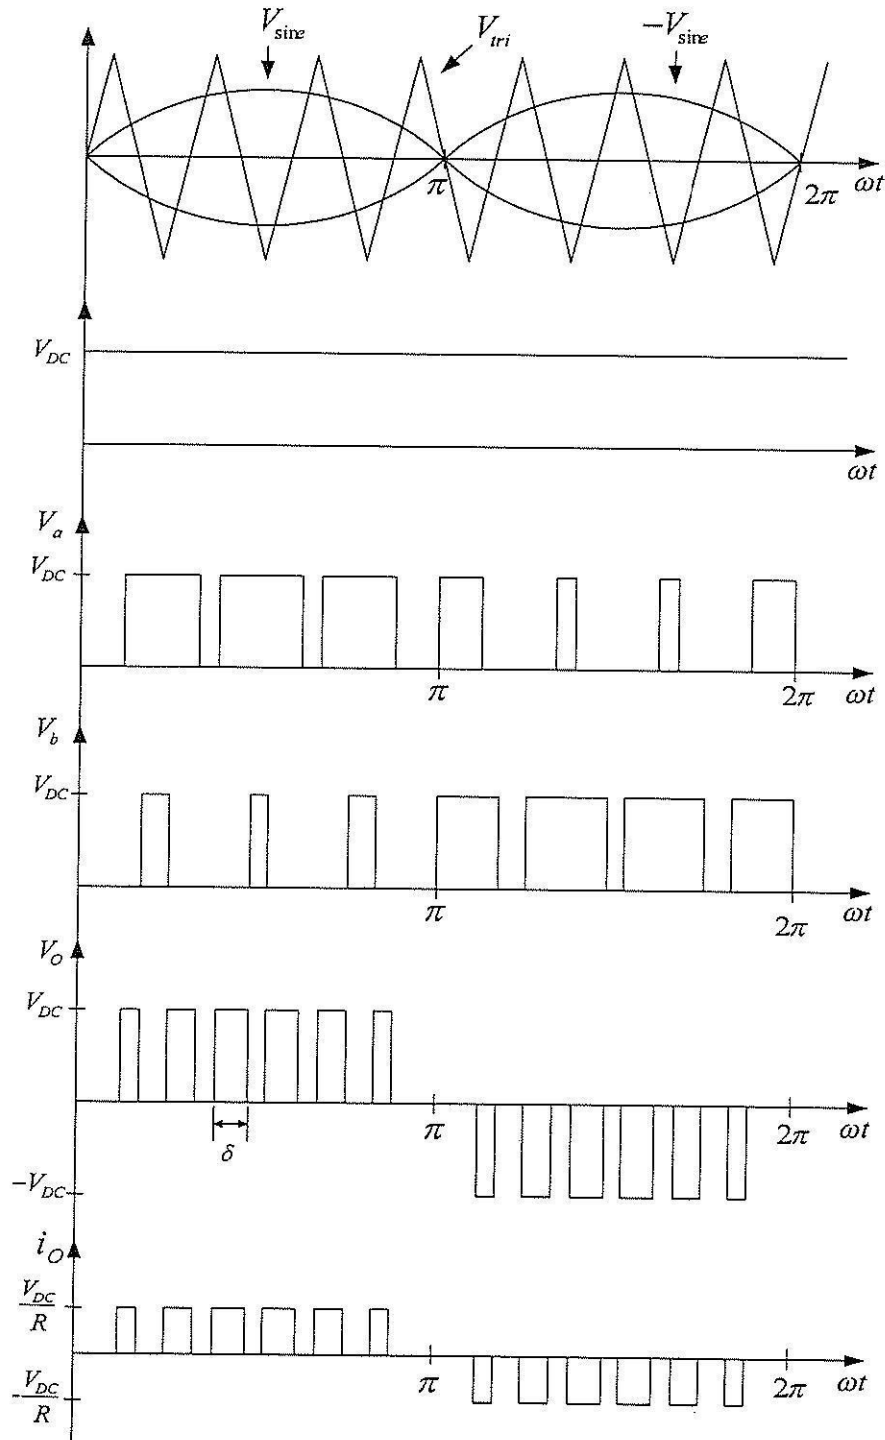 V_sine V_tri −V_sine
π 2π ωt
V_DC
ωt
V_a
V_DC
π 2π ωt
V_b
V_DC
π 2π ωt
V_O
V_DC
π 2π ωt
δ
−V_DC
i_O
V_DC/R
π 2π ωt
-V_DC/R